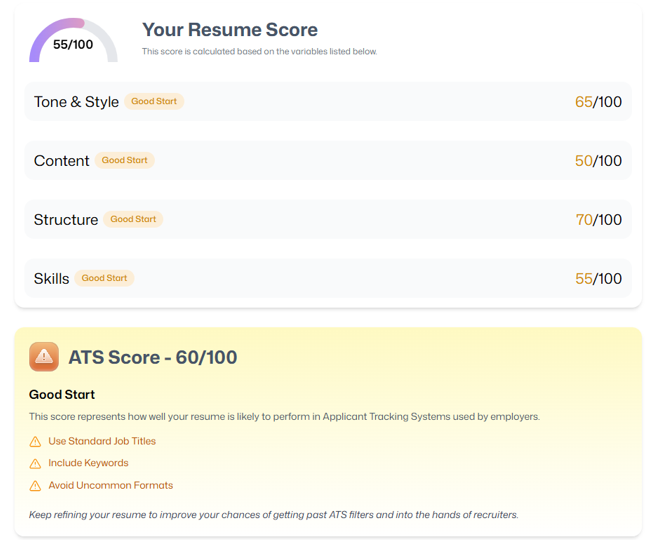 55/100
Your Resume Score
This score is calculated based on the variables listed below.
Tone & Style Good Start 65/100
Content Good Start 50/100
Structure Good Start 70/100
Skills Good Start 55/100
ATS Score - 60/100
Good Start
This score represents how well your resume is likely to perform in Applicant Tracking Systems used by employers.
Use Standard Job Titles
Include Keywords
Avoid Uncommon Formats
Keep refining your resume to improve your chances of getting past ATS filters and into the hands of recruiters.